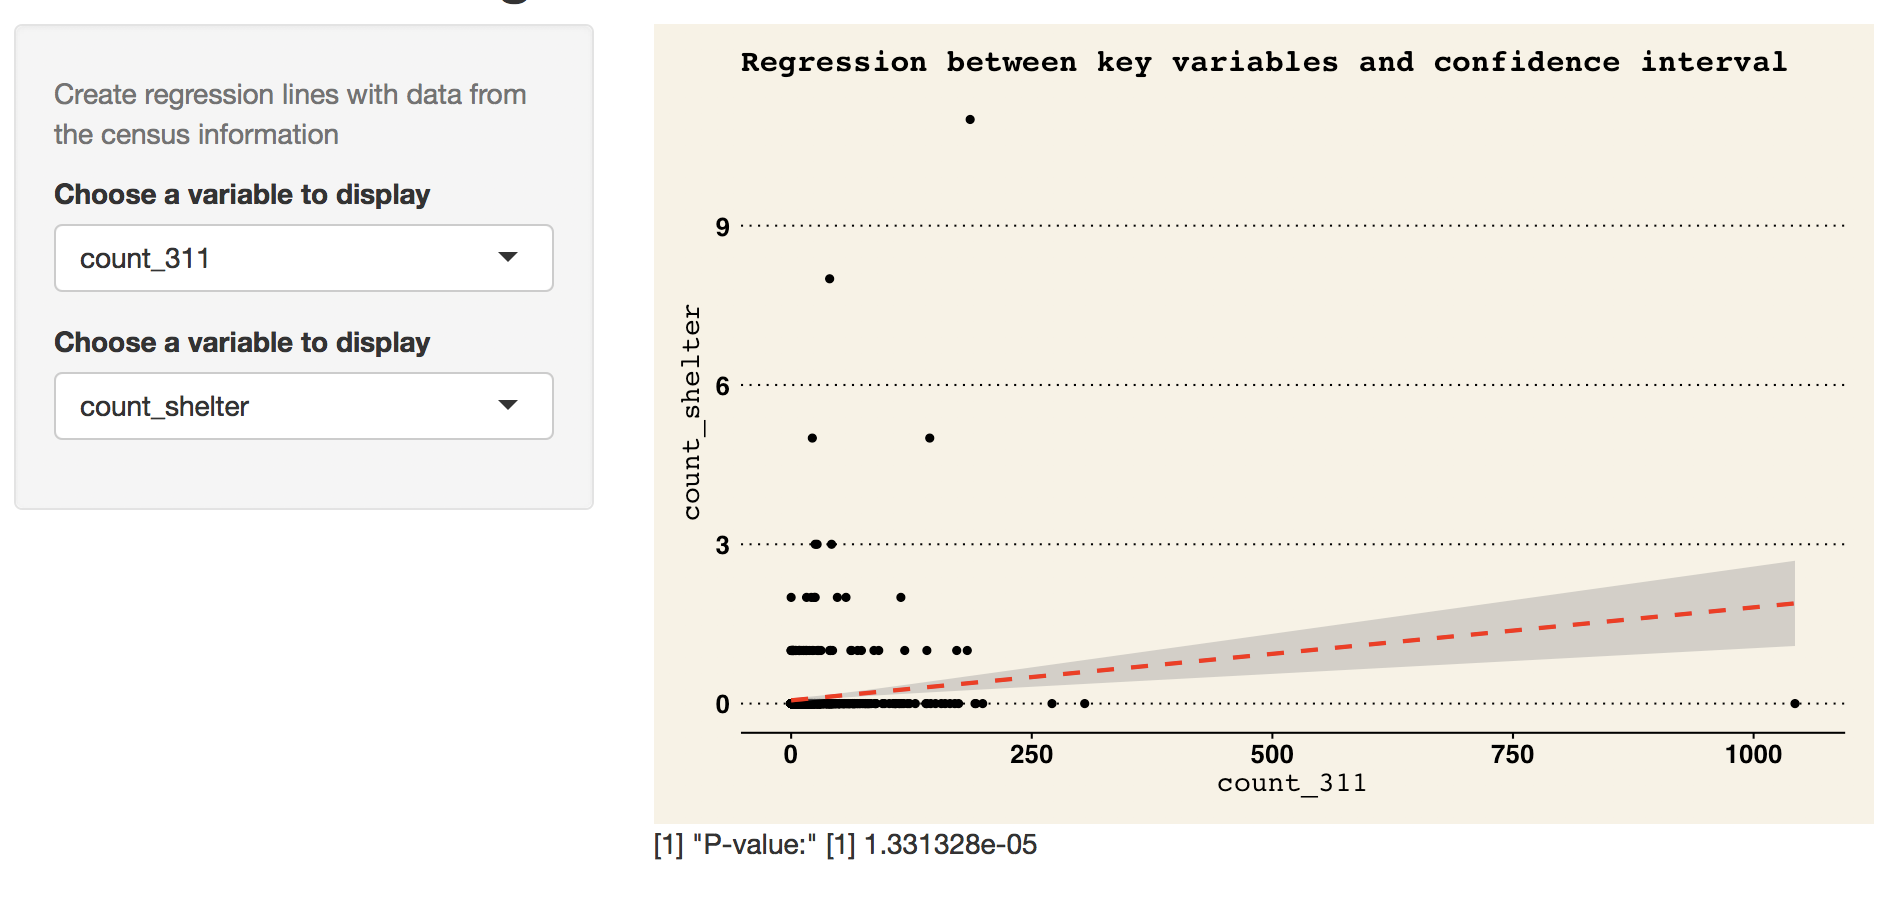 Create regression lines with data from
the census information
Choose a variable to display
count_311
Choose a variable to display
count_shelter
Regression between key variables and confidence interval
count_shelter
9
6
3
0
0 250 500 750 1000
count_311
[1] "P-value:" [1] 1.331328e-05